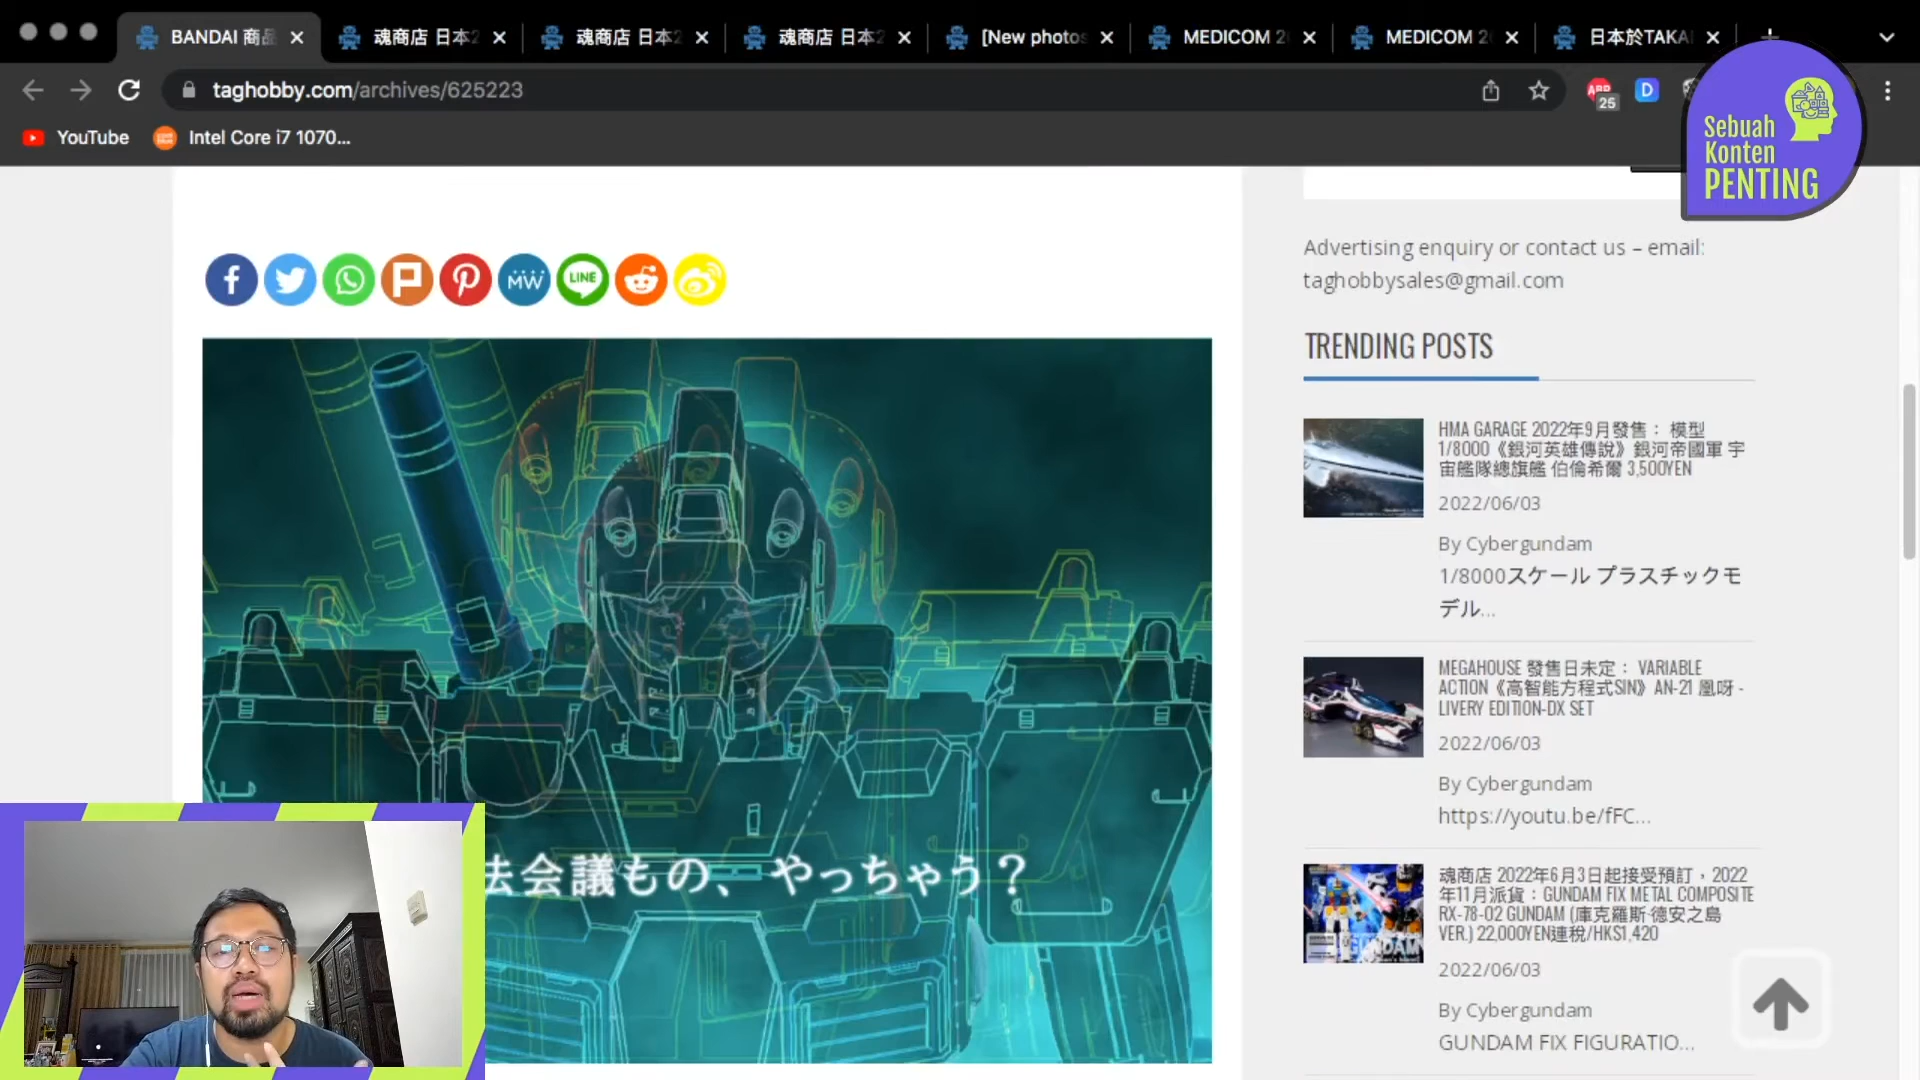 BANDAI 商品
魂商店 日本2
魂商店 日本2
魂商店 日本2
[New photos
MEDICOM 2
MEDICOM 2
日本於TAKA
taghobby.com/archives/625223
ABP
25
D
YouTube
Intel Core i7 1070...
Sebuah
Konten
PENTING
MW
LINE
Advertising enquiry or contact us – email:
taghobbysales@gmail.com
TRENDING POSTS
HMA GARAGE 2022年9月發售： 模型
1/8000《銀河英雄傳說》銀河帝國軍 宇
宙艦隊總旗艦 伯倫希爾 3,500YEN
2022/06/03
By Cybergundam
1/8000スケール プラスチックモ
デル...
MEGAHOUSE 發售日未定： VARIABLE
ACTION《高智能方程式SIN》AN-21 凰呀 -
LIVERY EDITION-DX SET
2022/06/03
By Cybergundam
https://youtu.be/fFC...
魂商店 2022年6月3日起接受預訂，2022
年11月派貨：GUNDAM FIX METAL COMPOSITE
RX-78-02 GUNDAM (庫克羅斯·德安之島
VER.) 22,000YEN連稅/HK$1,420
2022/06/03
By Cybergundam
GUNDAM FIX FIGURATIO...
法会議もの、やっちゃう？
GUNDAM